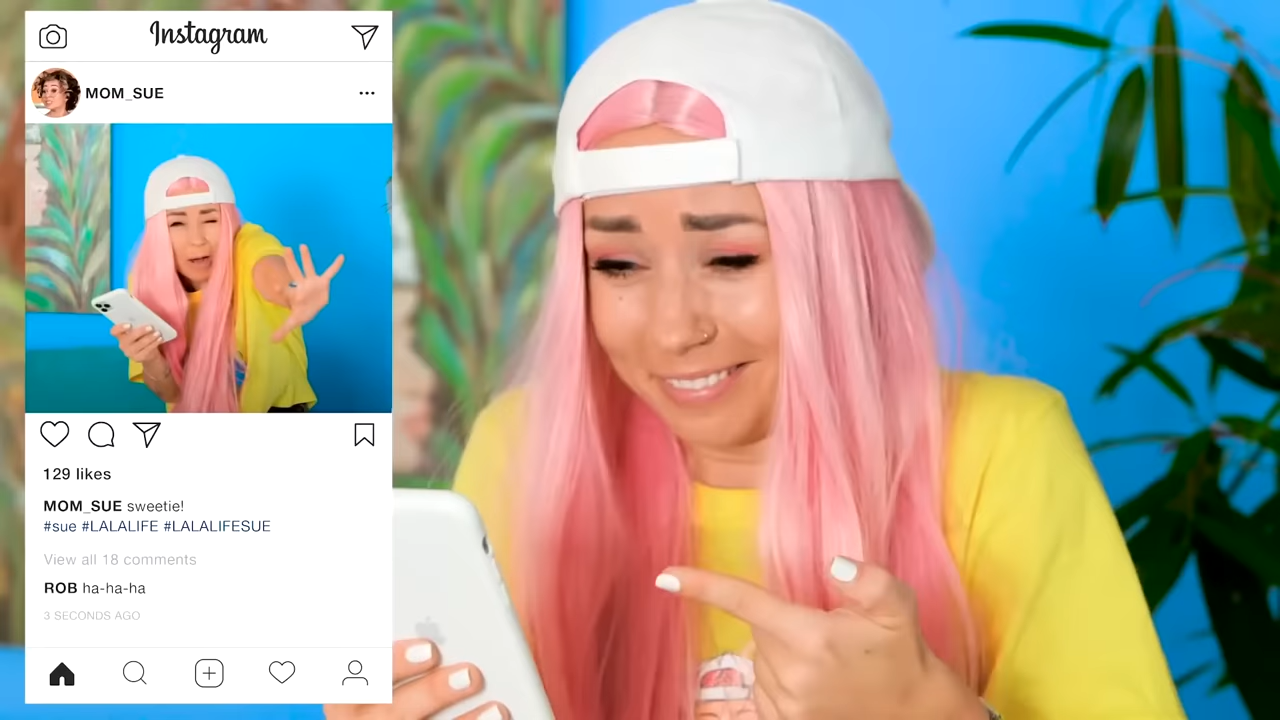 Instagram
MOM_SUE
129 likes
MOM_SUE sweetie!
#sue #LALALIFE #LALALIFESUE
View all 18 comments
ROB ha-ha-ha
3 SECONDS AGO